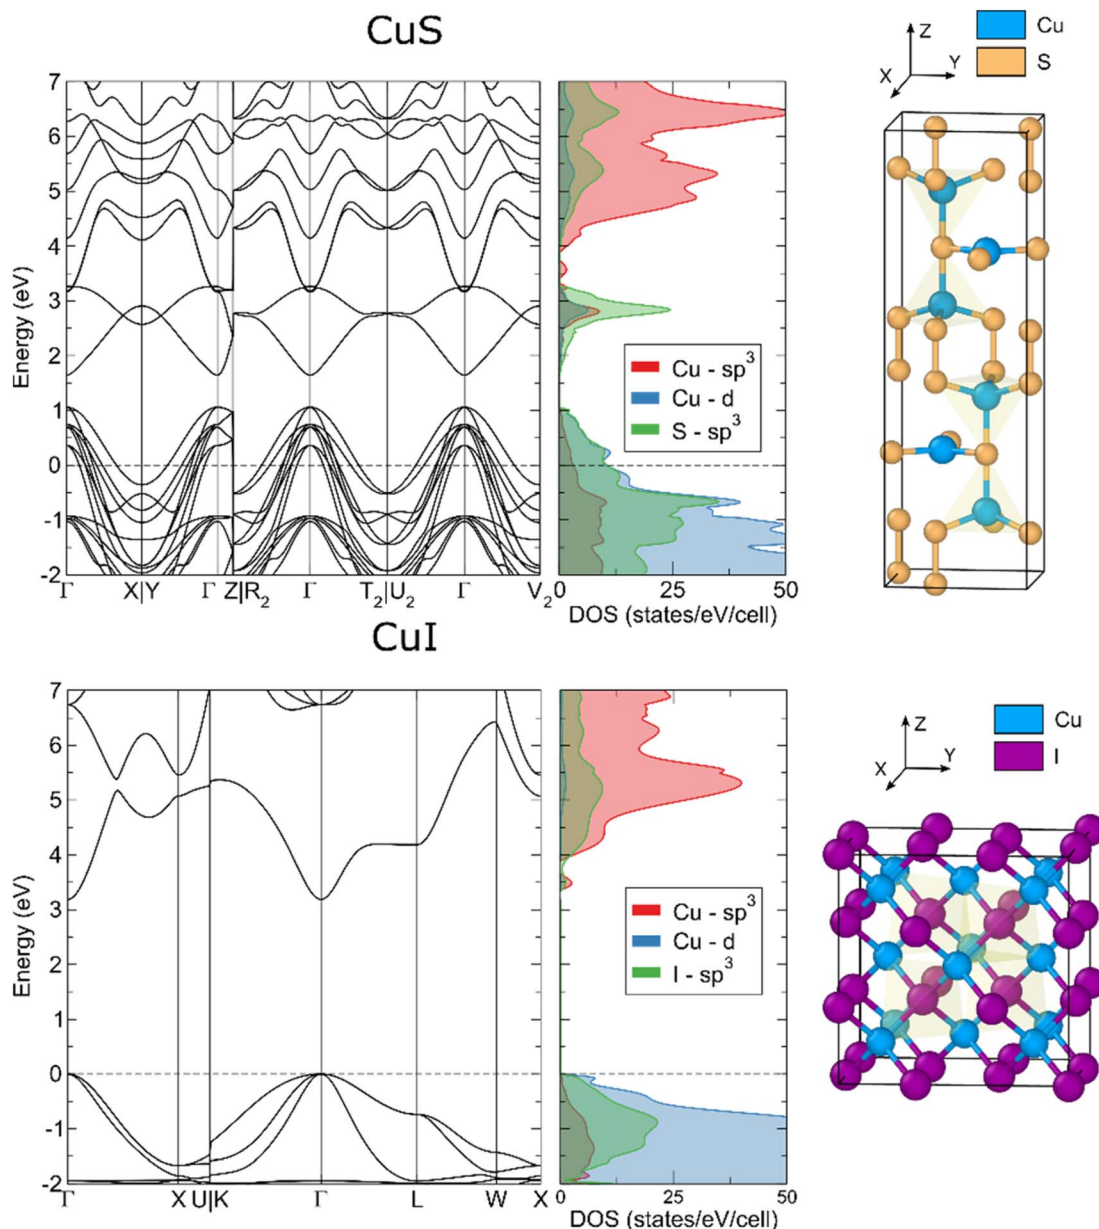 CuS
Z
Y
X
Cu
S
7
6
5
4
3
2
1
0
-1
-2
Energy (eV)
Γ X|Y Γ Z|R₂ Γ T₂|U₂ Γ V₂
Cu - sp³
Cu - d
S - sp³
0 25 50
DOS (states/eV/cell)
CuI
Z
Y
X
Cu
I
7
6
5
4
3
2
1
0
-1
-2
Energy (eV)
Γ X U|K Γ L W X
Cu - sp³
Cu - d
I - sp³
0 25 50
DOS (states/eV/cell)